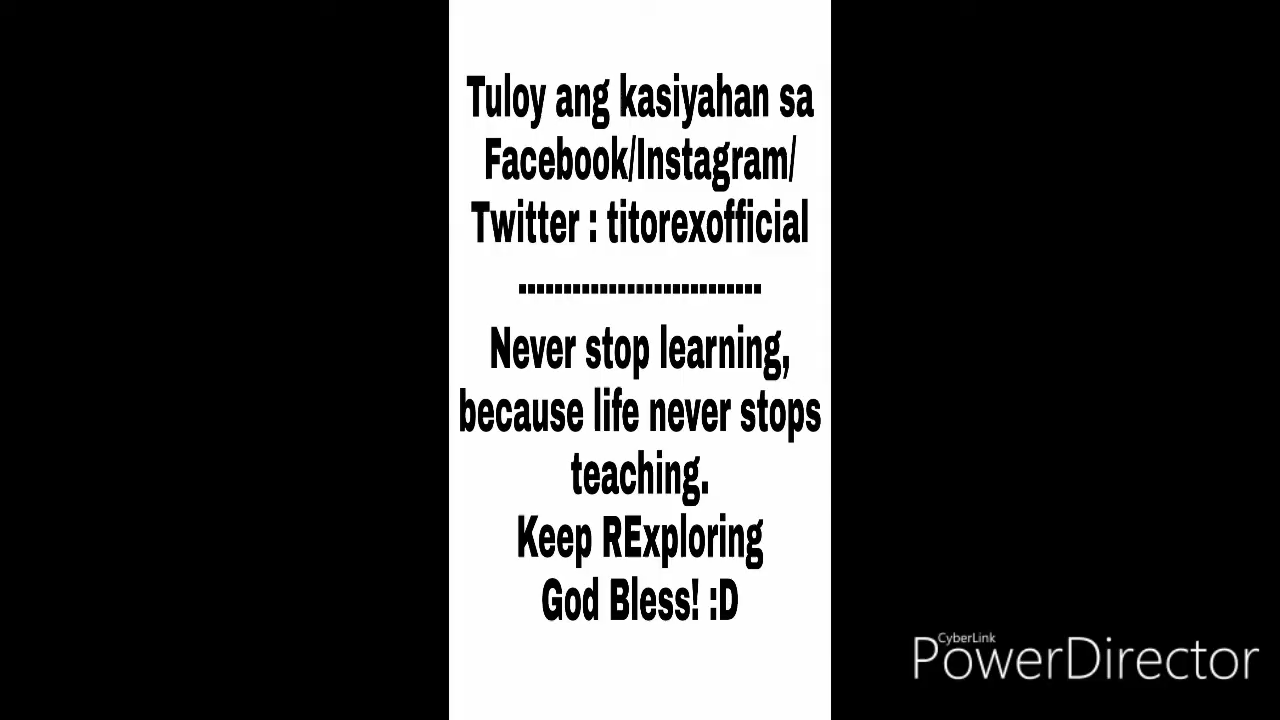 Tuloy ang kasiyahan sa
Facebook/Instagram/
Twitter : titorexofficial
---------------------------
Never stop learning,
because life never stops
teaching.
Keep RExploring
God Bless! :D
CyberLink
PowerDirector